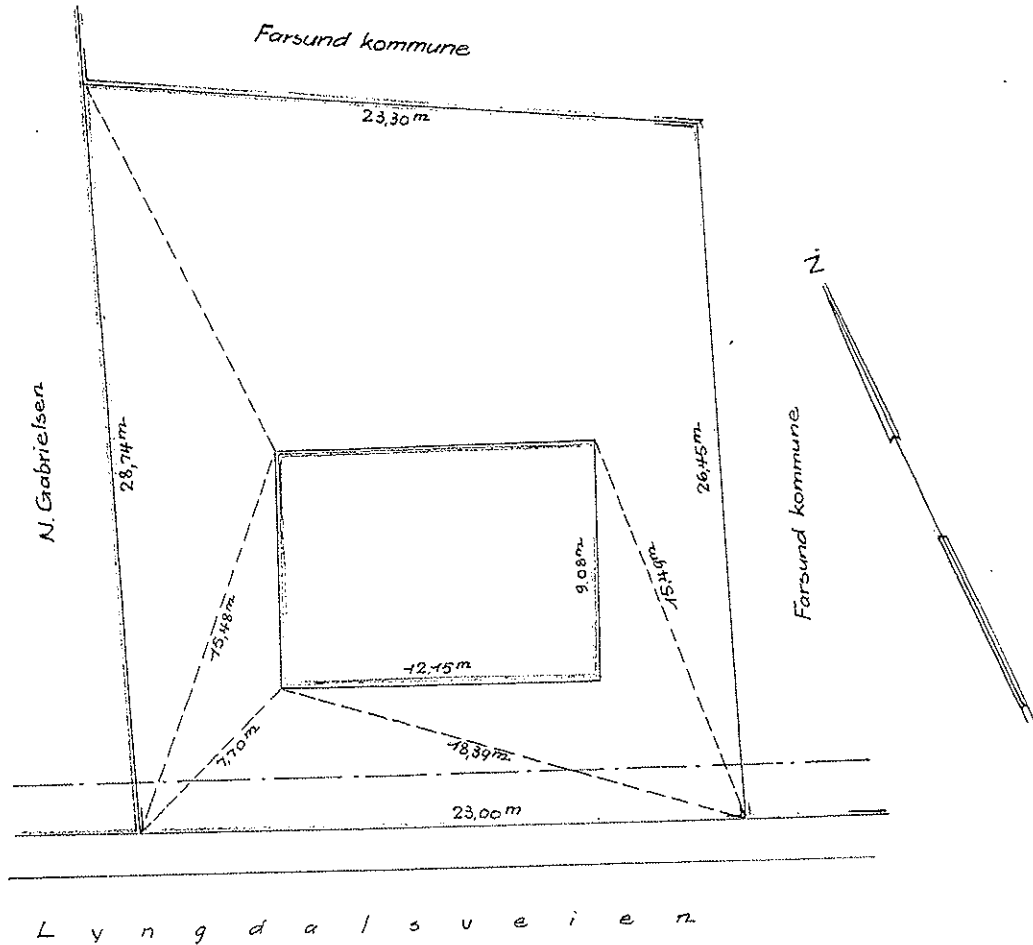 Farsund kommune
23,30 m
N
N. Gabrielsen
28,74 m
26,45 m
Farsund kommune
15,48 m
9,08 m
15,49 m
12,15 m
7,70 m
18,39 m
23,00 m
Lyngdalsveien